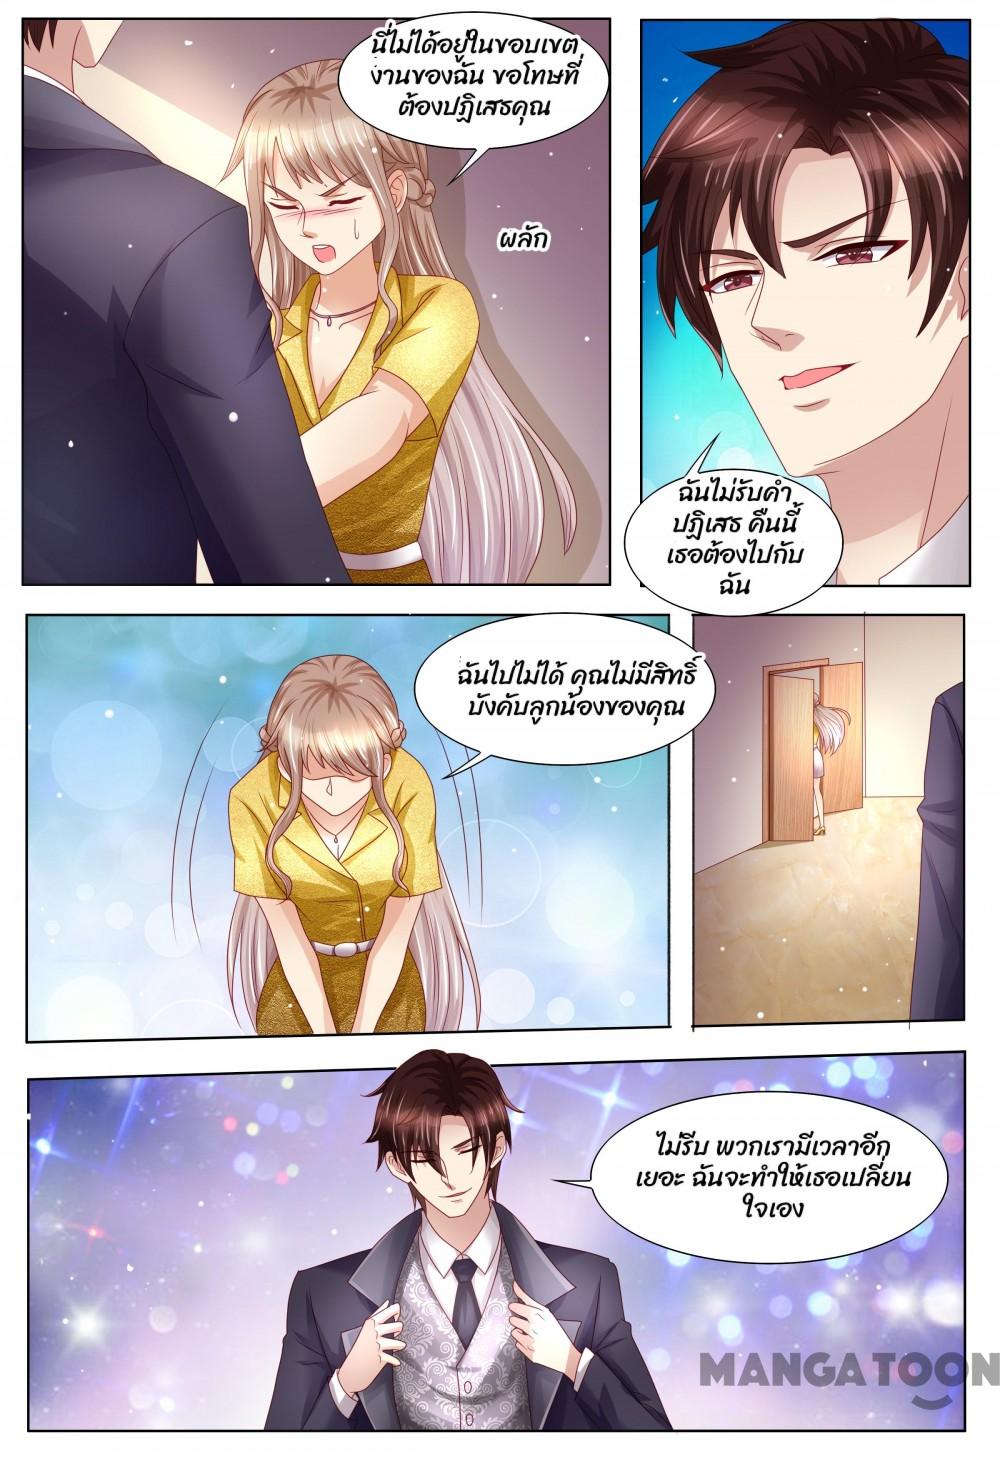 นี่ไม่ได้อยู่ในขอบเขต
งานของฉัน ขอโทษที่
ต้องปฏิเสธคุณ
ผลัก
ฉันไม่รับคำ
ปฏิเสธ คืนนี้
เธอต้องไปกับ
ฉัน
ฉันไปไม่ได้ คุณไม่มีสิทธิ์
บังคับลูกน้องของคุณ
ไม่รีบ พวกเรามีเวลาอีก
เยอะ ฉันจะทำให้เธอเปลี่ยน
ใจเอง
MANGA TOON